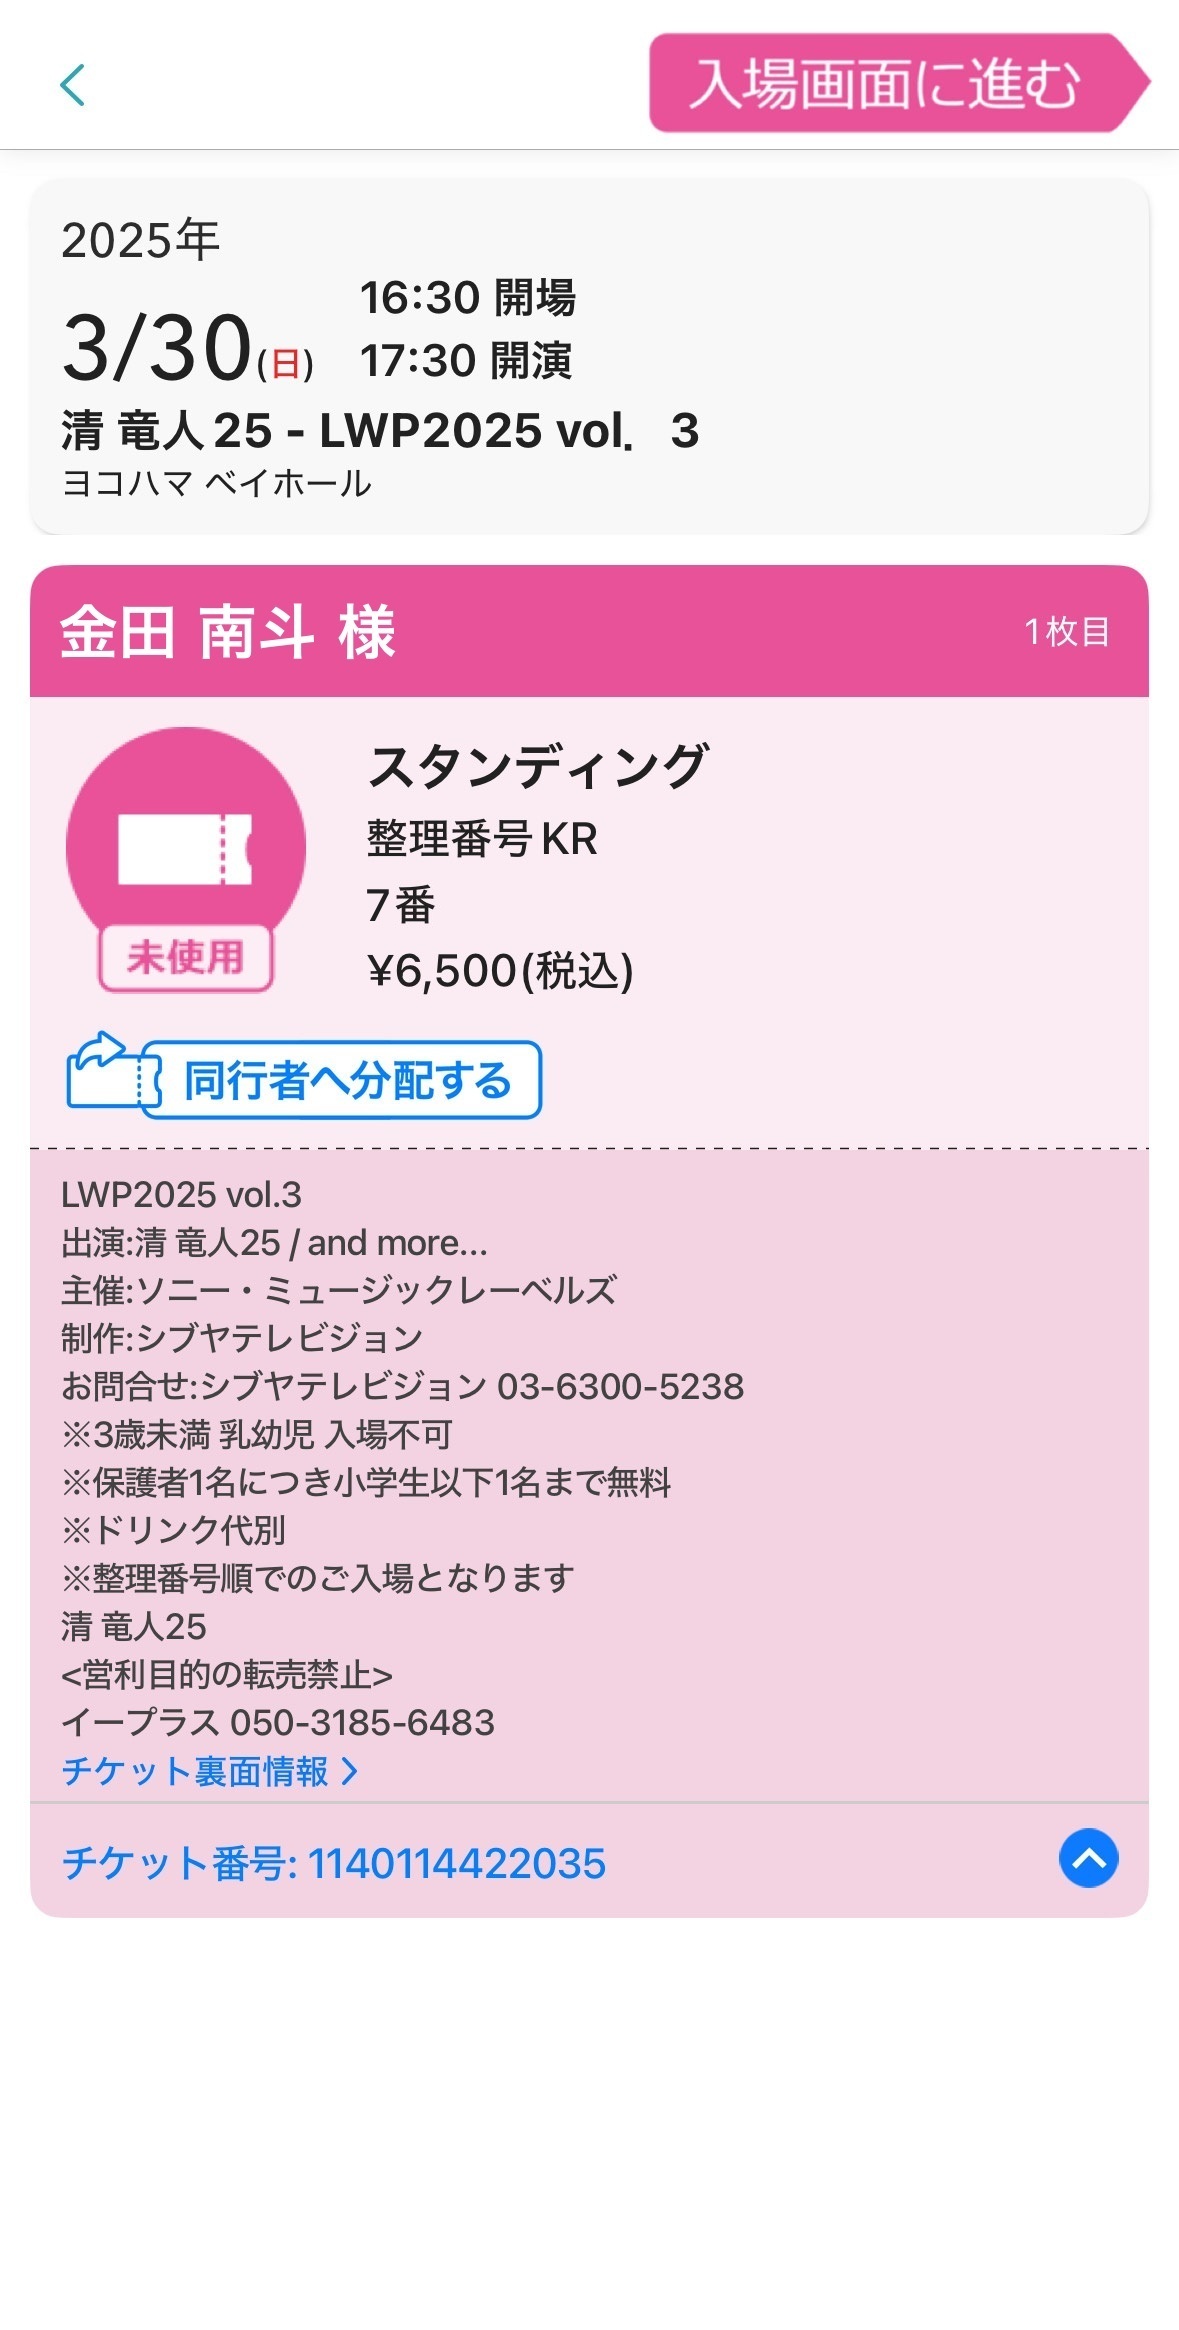 入場画面に進む
2025年
3/30(日)
16:30 開場
17:30 開演
清 竜人25 - LWP2025 vol． 3
ヨコハマ ベイホール
金田 南斗 様
1枚目
スタンディング
整理番号KR
7番
¥6,500(税込)
未使用
同行者へ分配する
LWP2025 vol.3
出演:清 竜人25 / and more...
主催:ソニー・ミュージックレーベルズ
制作:シブヤテレビジョン
お問合せ:シブヤテレビジョン 03-6300-5238
※3歳未満 乳幼児 入場不可
※保護者1名につき小学生以下1名まで無料
※ドリンク代別
※整理番号順でのご入場となります
清 竜人25
<営利目的の転売禁止>
イープラス 050-3185-6483
チケット裏面情報
チケット番号: 1140114422035